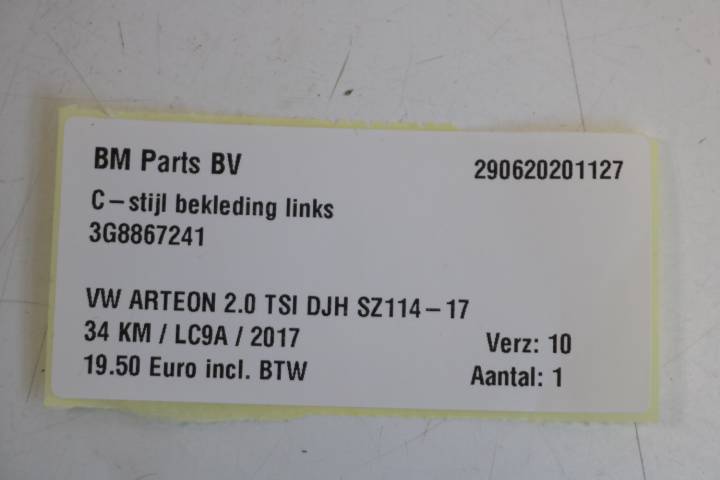 BM Parts BV 290620201127
C-stijl bekleding links
3G8867241
VW ARTEON 2.0 TSI DJH SZ114-17
34 KM / LC9A / 2017 Verz: 10
19.50 Euro incl. BTW Aantal: 1